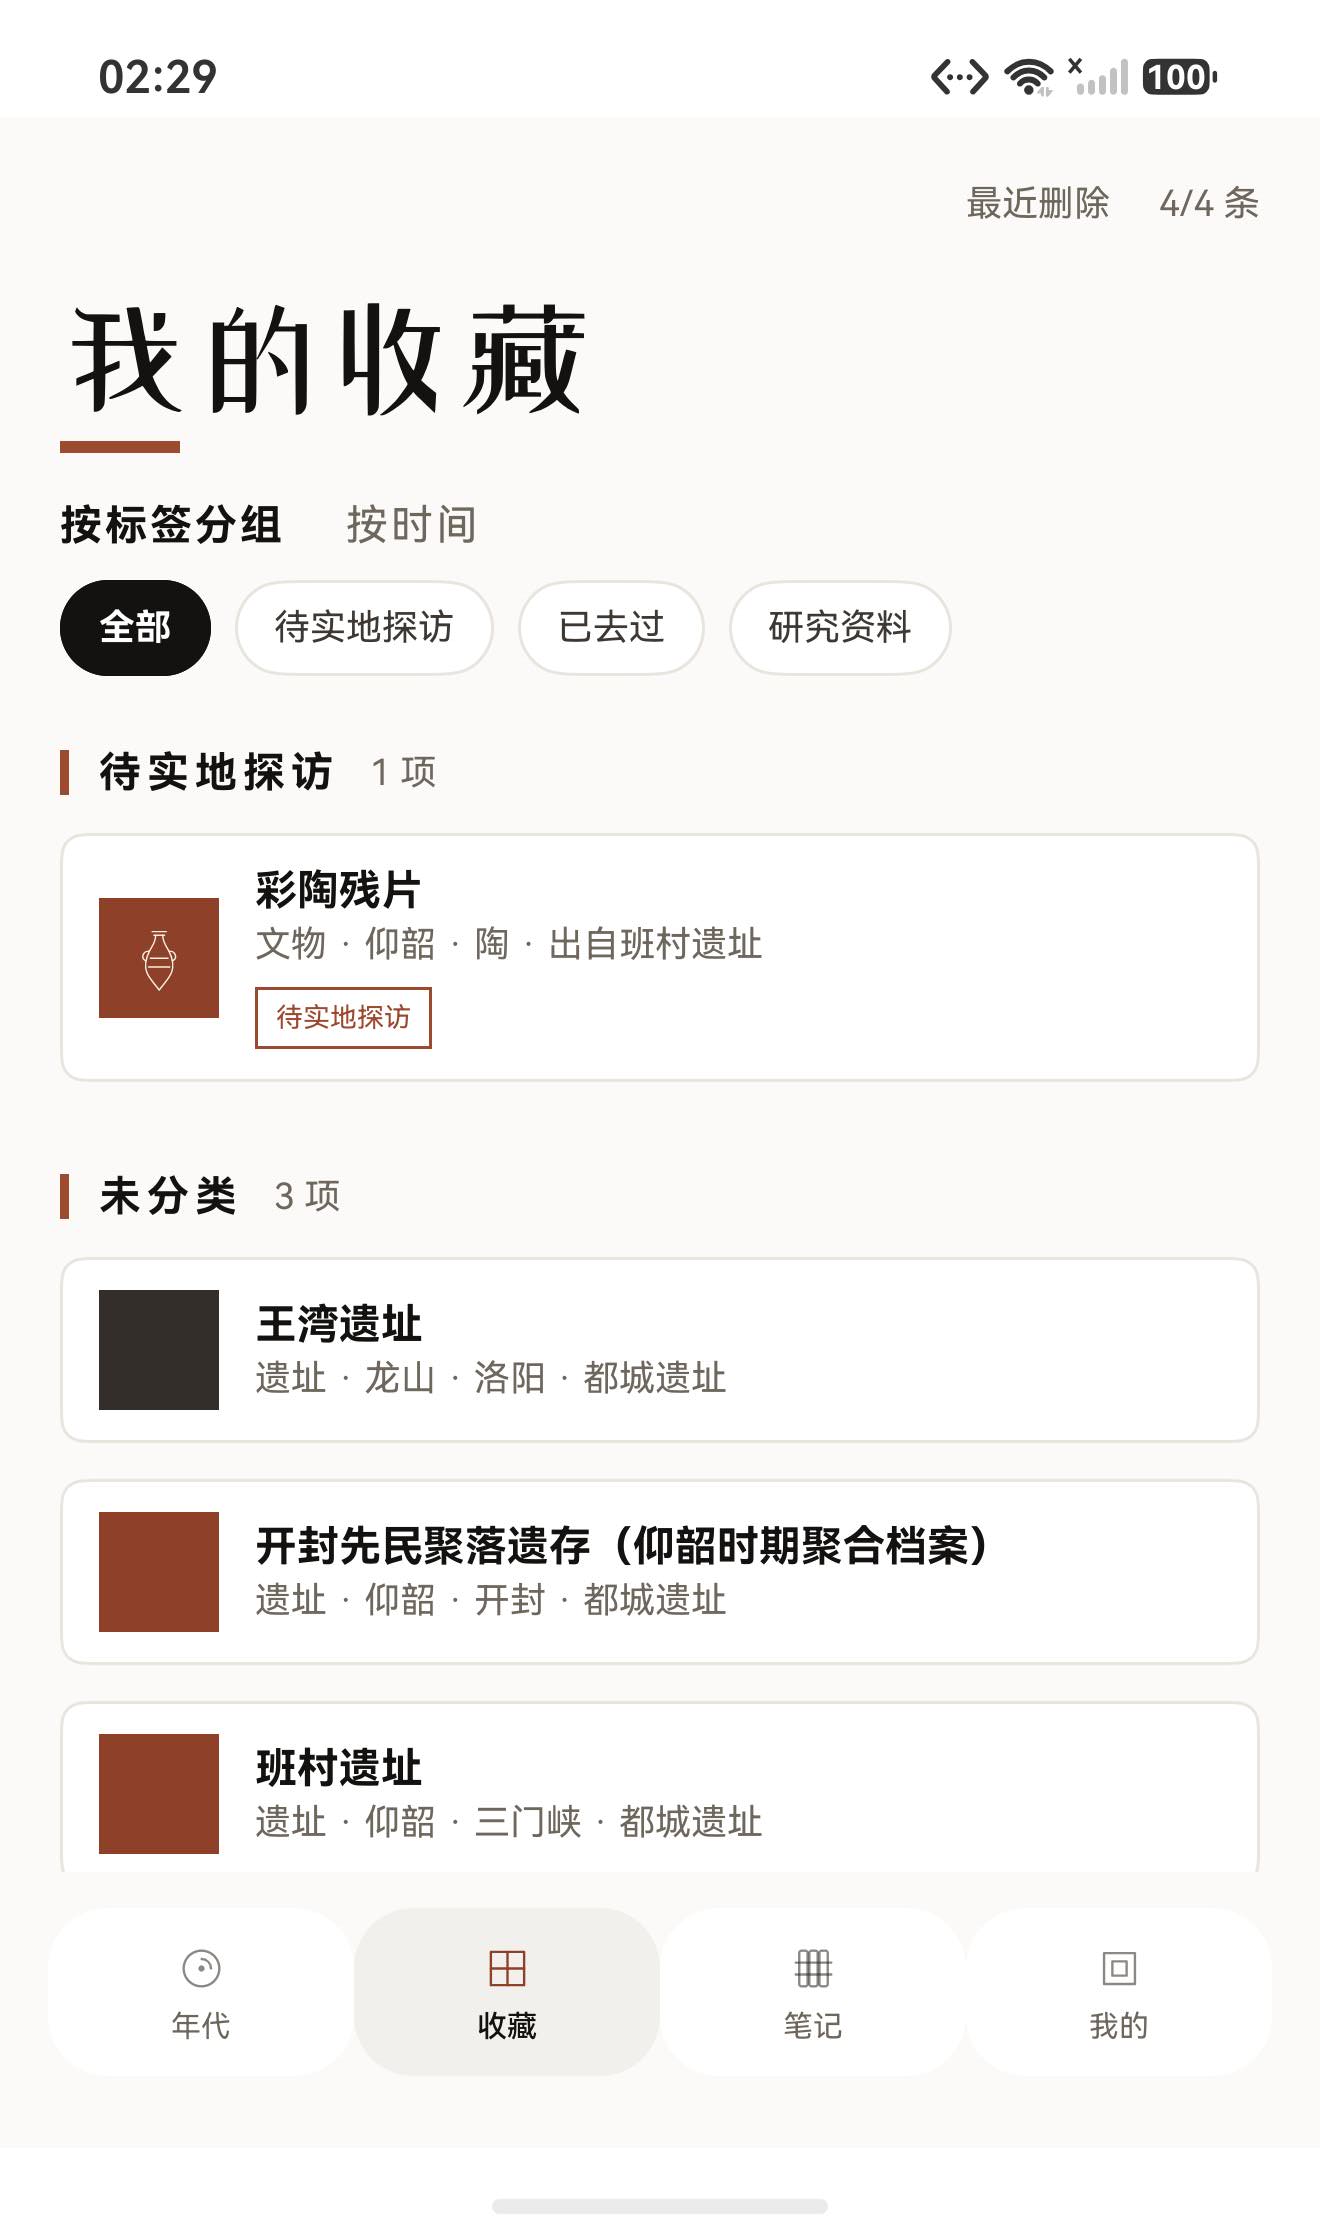 02:29
100
最近删除 4/4 条
我的收藏
按标签分组 按时间
全部 待实地探访 已去过 研究资料
待实地探访 1 项
彩陶残片
文物 · 仰韶 · 陶 · 出自班村遗址
待实地探访
未分类 3 项
王湾遗址
遗址 · 龙山 · 洛阳 · 都城遗址
开封先民聚落遗存（仰韶时期聚合档案）
遗址 · 仰韶 · 开封 · 都城遗址
班村遗址
遗址 · 仰韶 · 三门峡 · 都城遗址
年代 收藏 笔记 我的